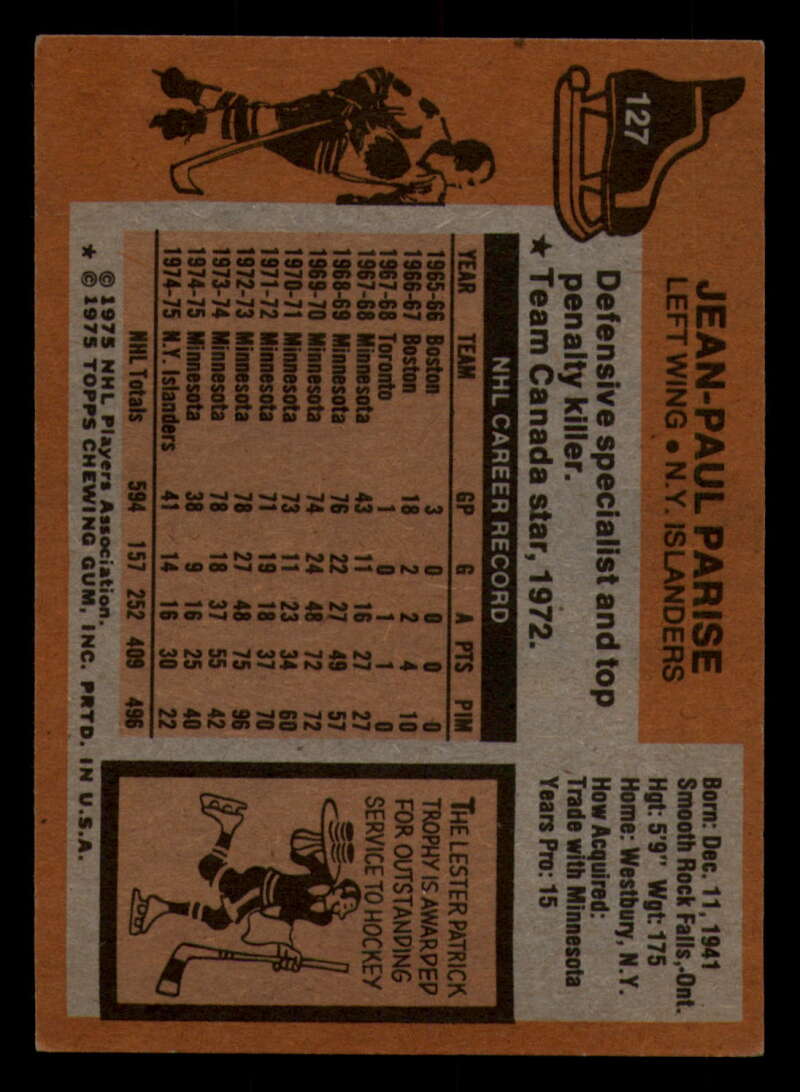 127
JEAN-PAUL PARISE
LEFT WING • N.Y. ISLANDERS
Defensive specialist and top
penalty killer.
★ Team Canada star, 1972.
Born: Dec. 11, 1941
Smooth Rock Falls, Ont.
Hgt: 5'9" Wgt: 175
Home: Westbury, N.Y.
How Acquired:
Trade with Minnesota
Years Pro: 15
NHL CAREER RECORD
YEAR TEAM GP G A PTS PIM
1965-66 Boston 3 0 0 0 0
1966-67 Boston 18 2 2 4 10
1967-68 Toronto 1 0 1 1 0
1967-68 Minnesota 43 11 16 27 27
1968-69 Minnesota 76 22 27 49 57
1969-70 Minnesota 74 24 48 72 72
1970-71 Minnesota 73 11 23 34 60
1971-72 Minnesota 71 19 18 37 70
1972-73 Minnesota 78 27 48 75 96
1973-74 Minnesota 78 18 37 55 42
1974-75 Minnesota 38 9 16 25 40
1974-75 N.Y. Islanders 41 14 16 30 22
NHL Totals 594 157 252 409 496
THE LESTER PATRICK
TROPHY IS AWARDED
FOR OUTSTANDING
SERVICE TO HOCKEY
© 1975 NHL Players Association.
★ © 1975 TOPPS CHEWING GUM, INC. PRTD. IN U.S.A.